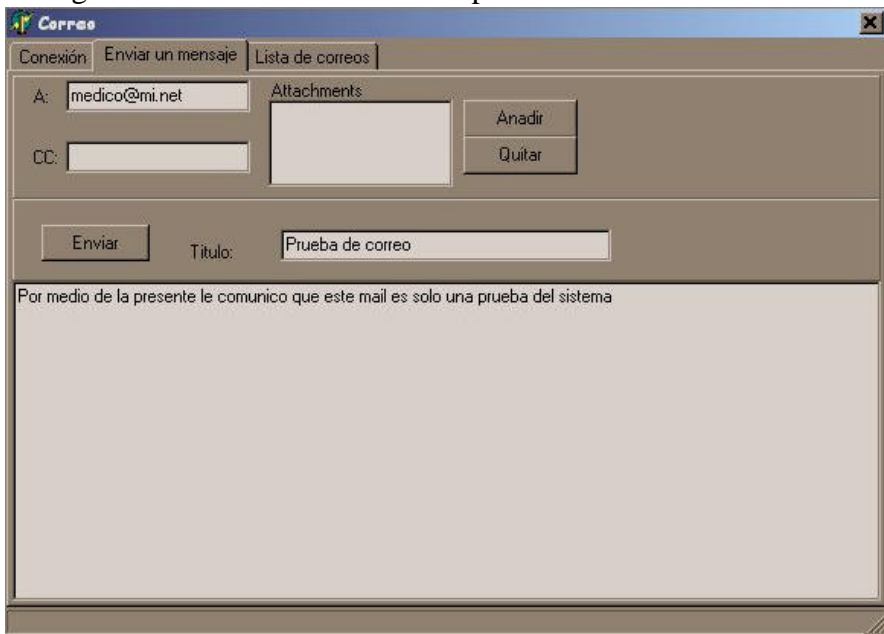 Correo
Conexión Enviar un mensaje Lista de correos
A: medico@mi.net Attachments
Anadir
CC: Quitar
Enviar Titulo: Prueba de correo
Por medio de la presente le comunico que este mail es solo una prueba del sistema